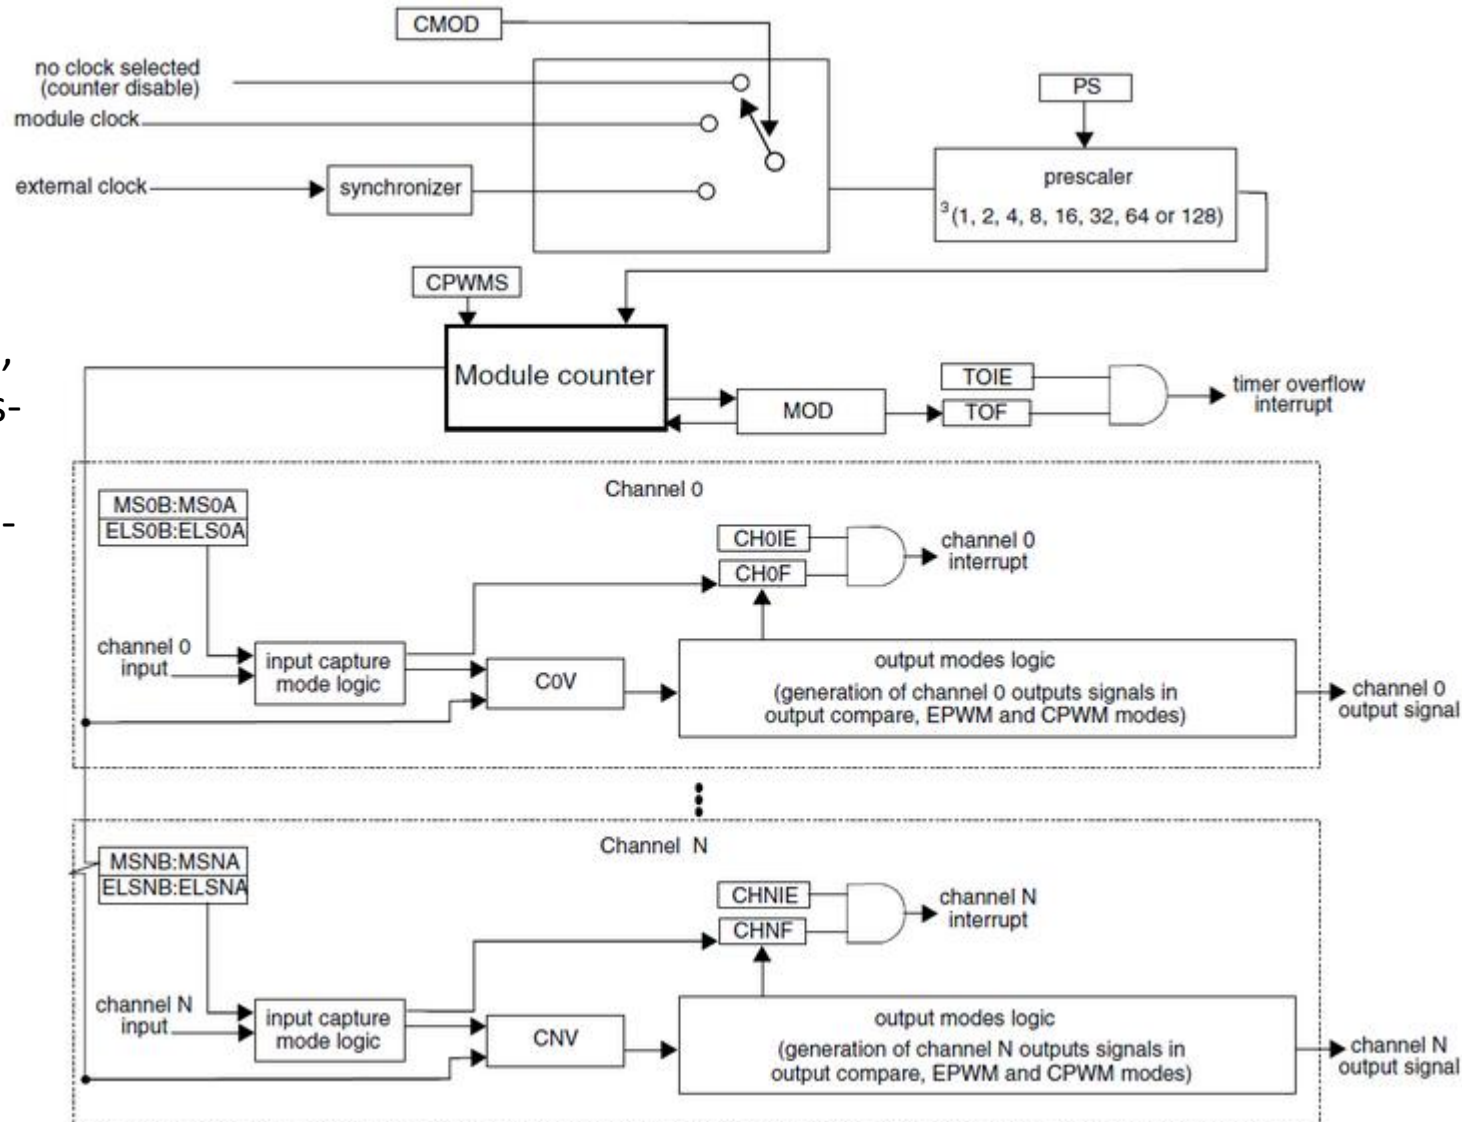 CMOD
no clock selected
(counter disable)
module clock
external clock
synchronizer
PS
prescaler
3 (1, 2, 4, 8, 16, 32, 64 or 128)
CPWMS
,
s-
-
Module counter
MOD
TOIE
TOF
timer overflow
interrupt
Channel 0
MS0B:MS0A
ELS0B:ELS0A
CH0IE
CH0F
channel 0
interrupt
channel 0
input
input capture
mode logic
C0V
output modes logic
(generation of channel 0 outputs signals in
output compare, EPWM and CPWM modes)
channel 0
output signal
Channel N
MSNB:MSNA
ELSNB:ELSNA
CHNIE
CHNF
channel N
interrupt
channel N
input
input capture
mode logic
CNV
output modes logic
(generation of channel N outputs signals in
output compare, EPWM and CPWM modes)
channel N
output signal